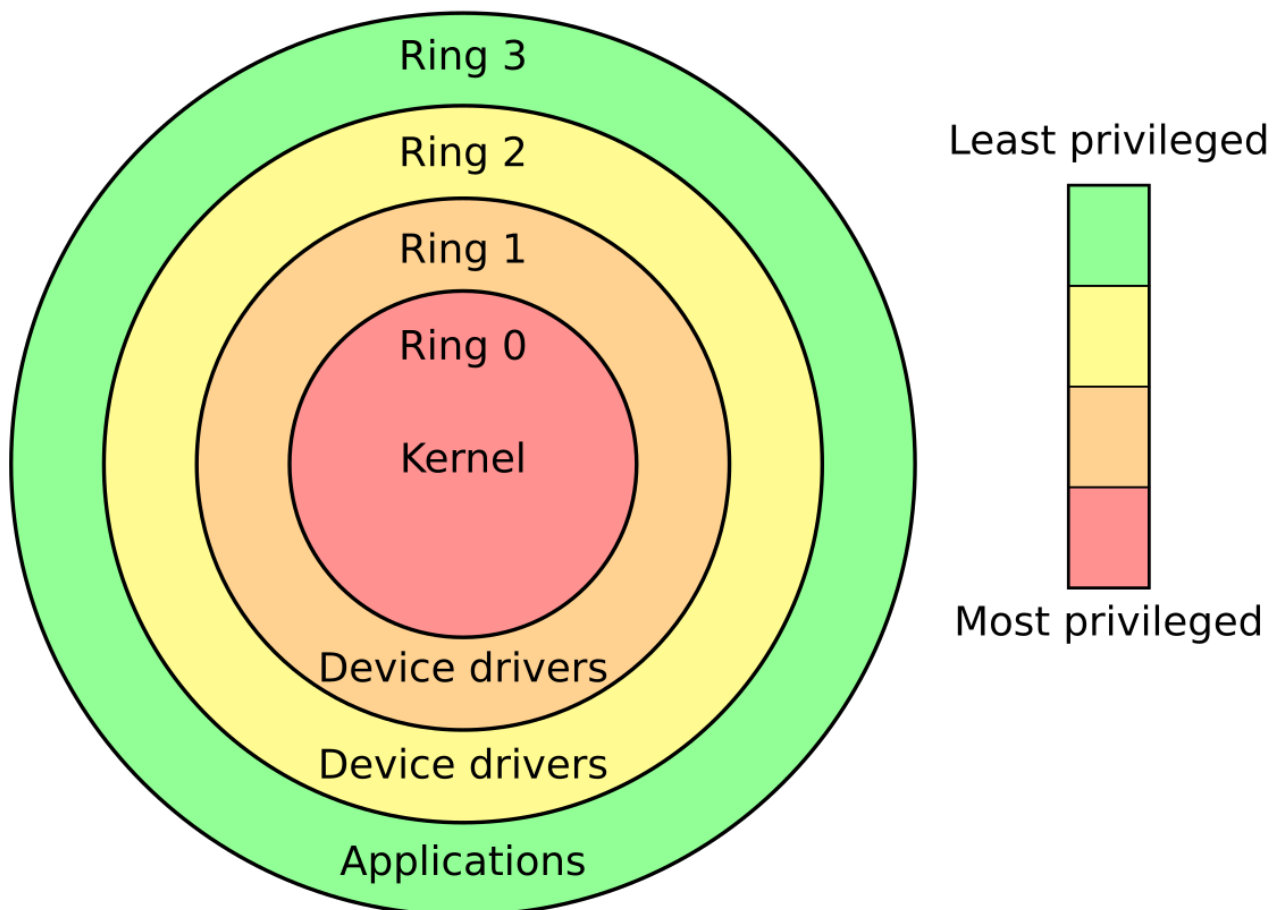 Ring 3
Ring 2
Ring 1
Ring 0
Kernel
Device drivers
Device drivers
Applications
Least privileged
Most privileged